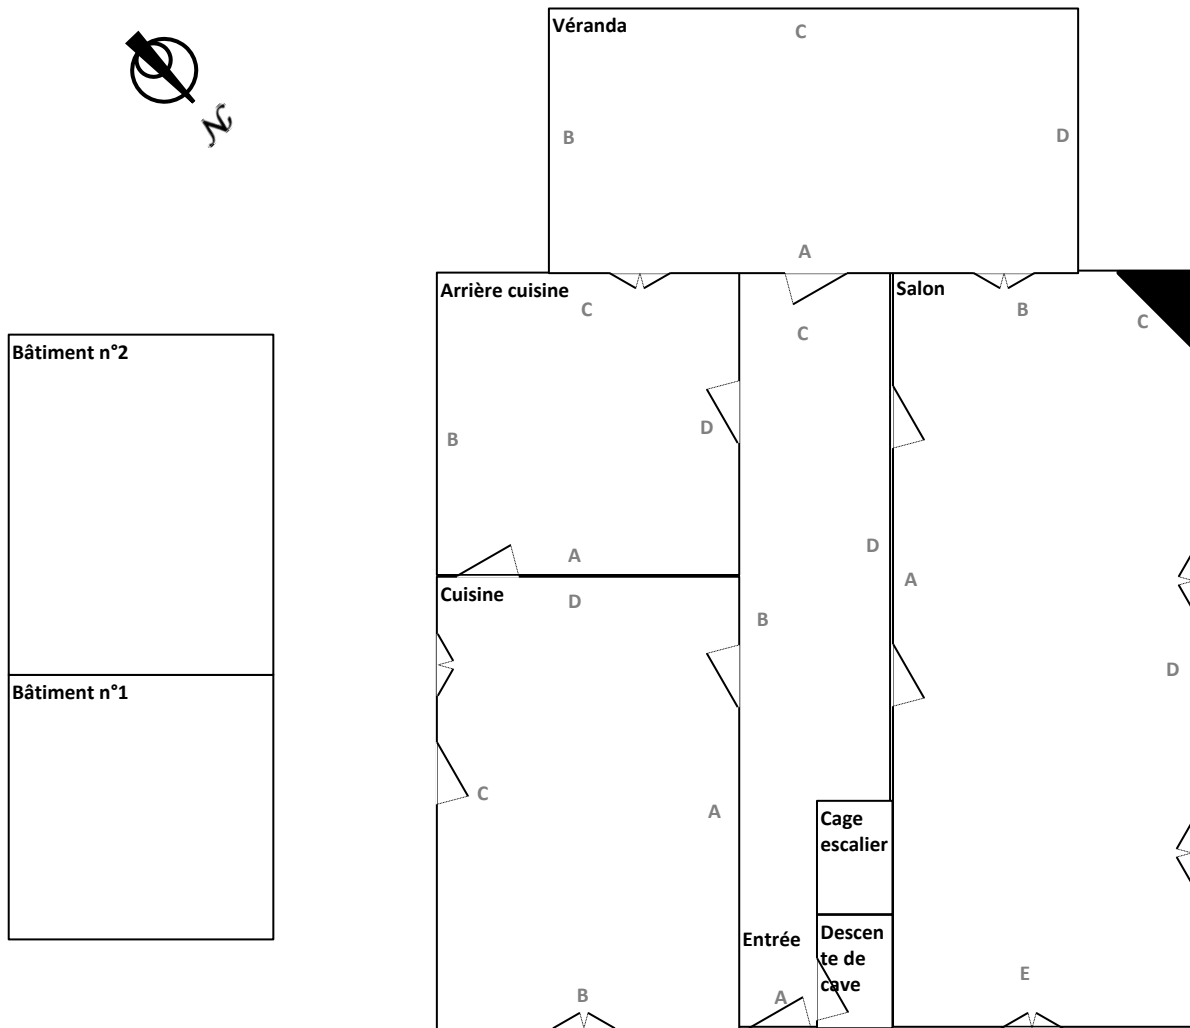 Véranda
C
N
B
D
A
Arrière cuisine
Salon
C
B
C
C
Bâtiment n°2
D
B
D
A
A
Cuisine
D
B
D
Bâtiment n°1
C
A
Cage
escalier
Entrée
Descen
te de
cave
E
B
A